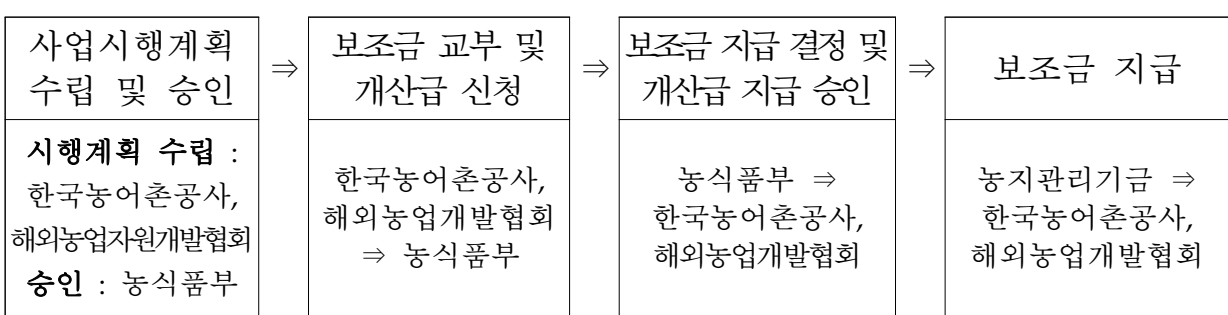 사업시행계획
수립 및 승인
⇒
보조금 교부 및
개산급 신청
⇒
보조금 지급 결정 및
개산급 지급 승인
⇒
보조금 지급
시행계획 수립 :
한국농어촌공사,
해외농업자원개발협회
승인 : 농식품부
한국농어촌공사,
해외농업개발협회
⇒ 농식품부
농식품부 ⇒
한국농어촌공사,
해외농업개발협회
농지관리기금 ⇒
한국농어촌공사,
해외농업개발협회